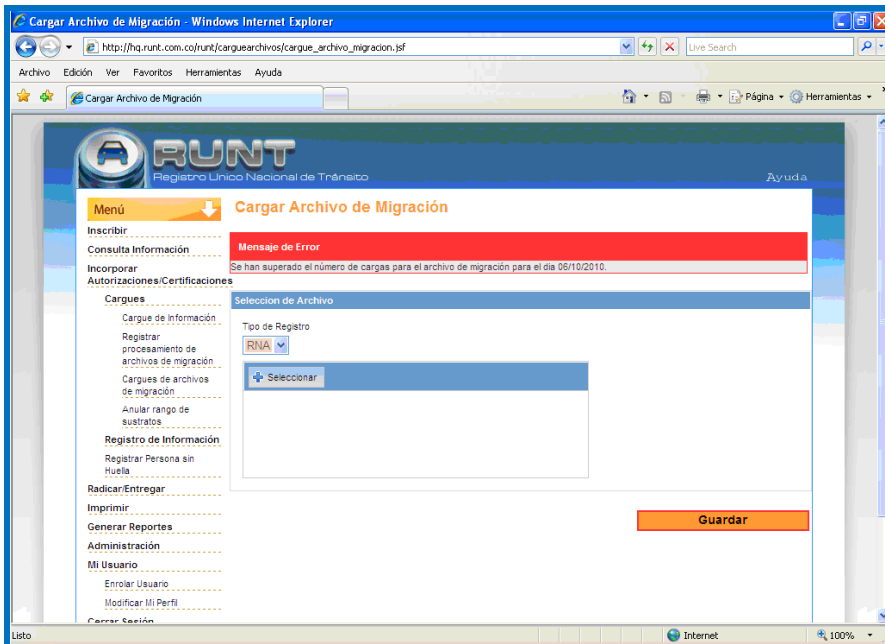 Cargar Archivo de Migración - Windows Internet Explorer
http://hq.runt.com.co/runt/carguearchivos/cargue_archivo_migracion.jsf
Live Search
Archivo Edición Ver Favoritos Herramientas Ayuda
Cargar Archivo de Migración
Página Herramientas
RUNT
Registro Unico Nacional de Tránsito
Ayuda
Menú
Inscribir
Consulta Información
Incorporar
Autorizaciones/Certificaciones
Cargues
Cargue de Información
Registrar
procesamiento de
archivos de migración
Cargues de archivos
de migración
Anular rango de
sustratos
Registro de Información
Registrar Persona sin
Huella
Radicar/Entregar
Imprimir
Generar Reportes
Administración
Mi Usuario
Enrolar Usuario
Modificar Mi Perfil
Cerrar Sesión
Cargar Archivo de Migración
Mensaje de Error
Se han superado el número de cargas para el archivo de migración para el dia 06/10/2010.
Seleccion de Archivo
Tipo de Registro
RNA
Seleccionar
Guardar
Listo
Internet
100%